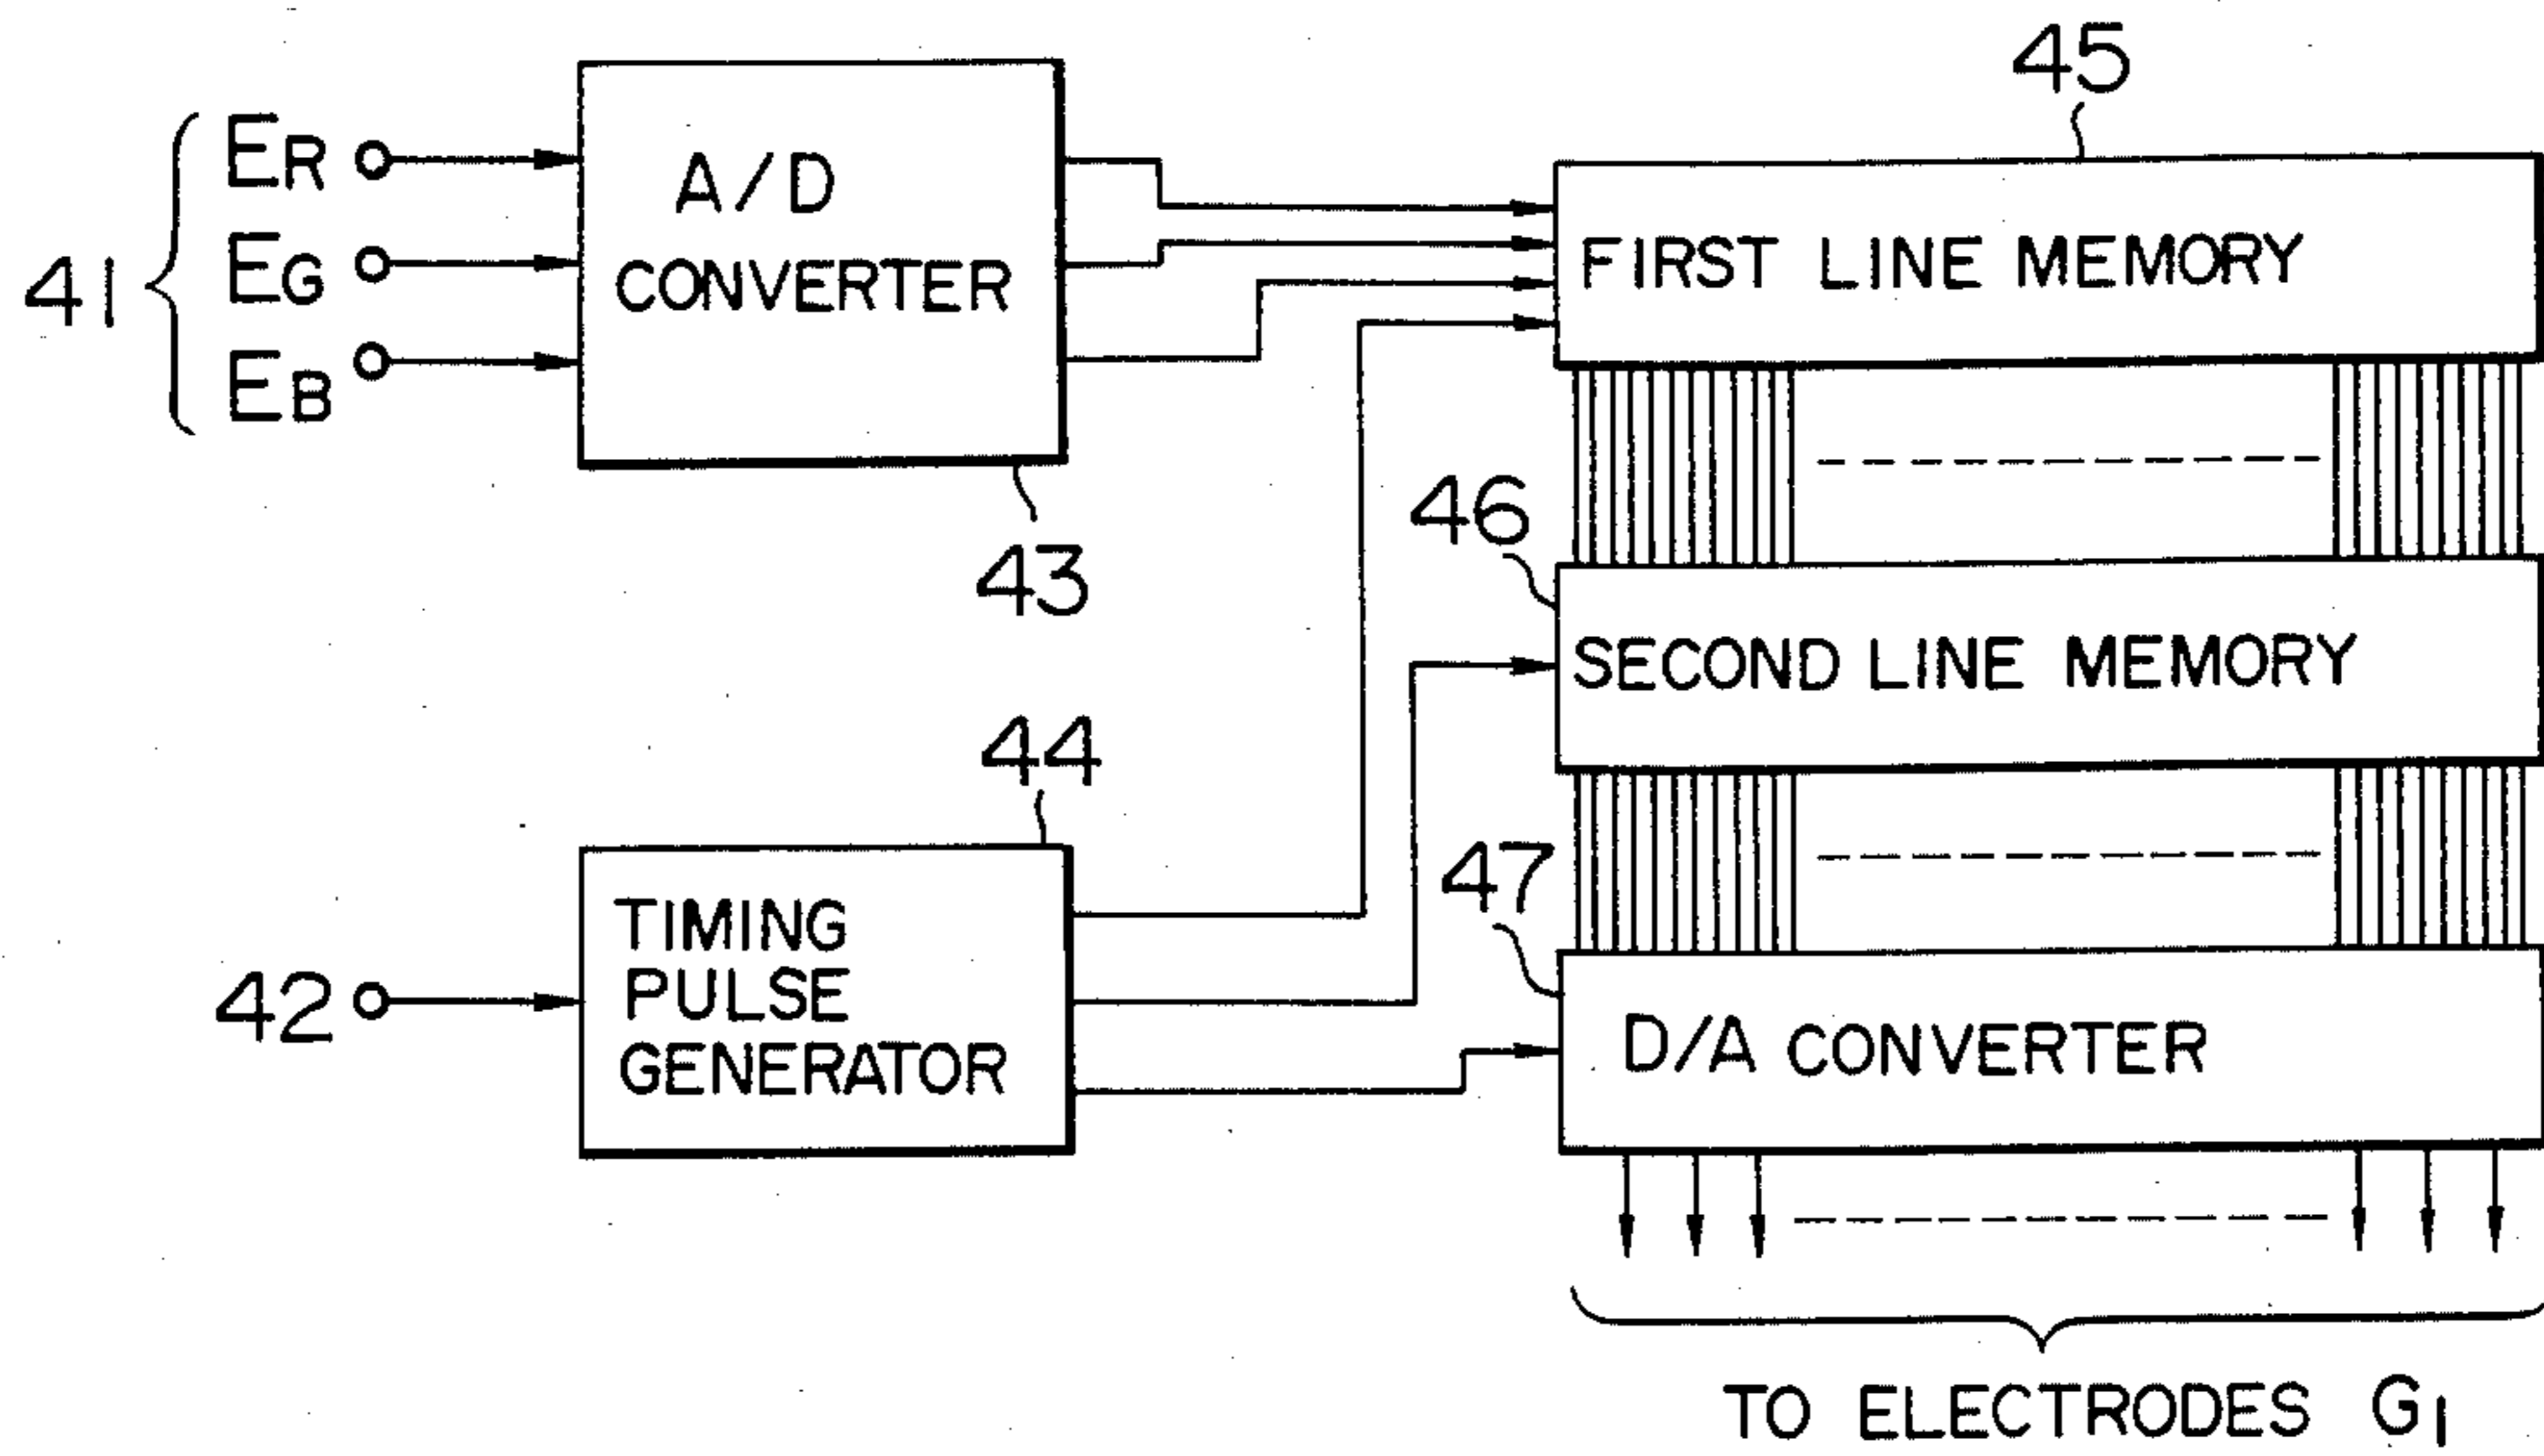 41
ER
EG
EB
A/D
CONVERTER
43
45
FIRST LINE MEMORY
46
SECOND LINE MEMORY
44
42
TIMING
PULSE
GENERATOR
47
D/A CONVERTER
TO ELECTRODES G1